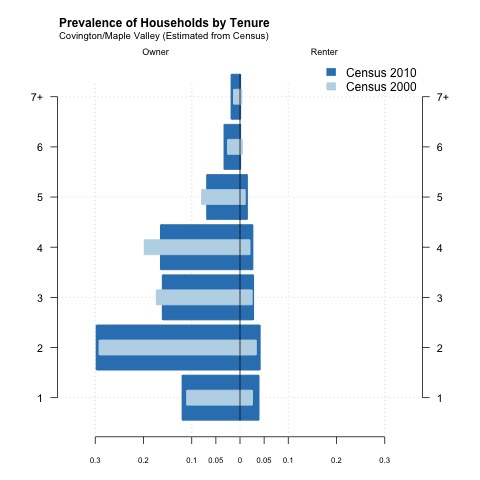 Prevalence of Households by Tenure
Covington/Maple Valley (Estimated from Census)
Owner Renter
Census 2010
Census 2000
7+ 7+
6 6
5 5
4 4
3 3
2 2
1 1
0.3 0.2 0.1 0.05 0 0.05 0.1 0.2 0.3